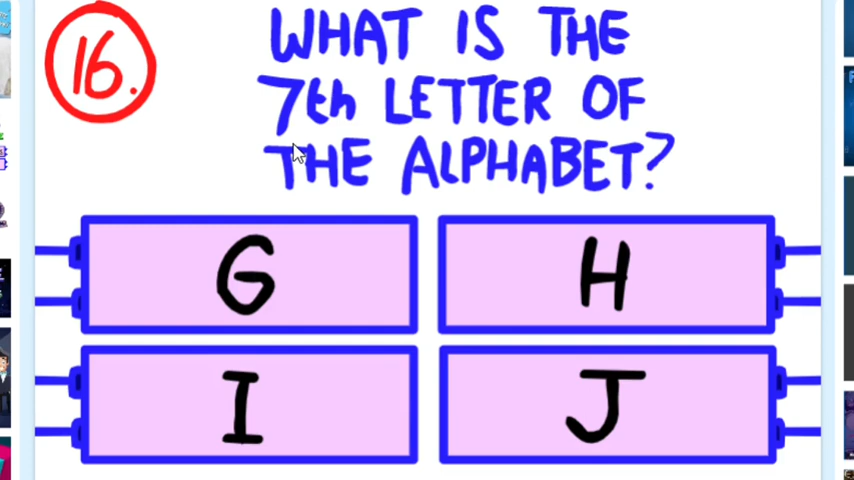 16.
WHAT IS THE
7th LETTER OF
THE ALPHABET?
G
H
I
J